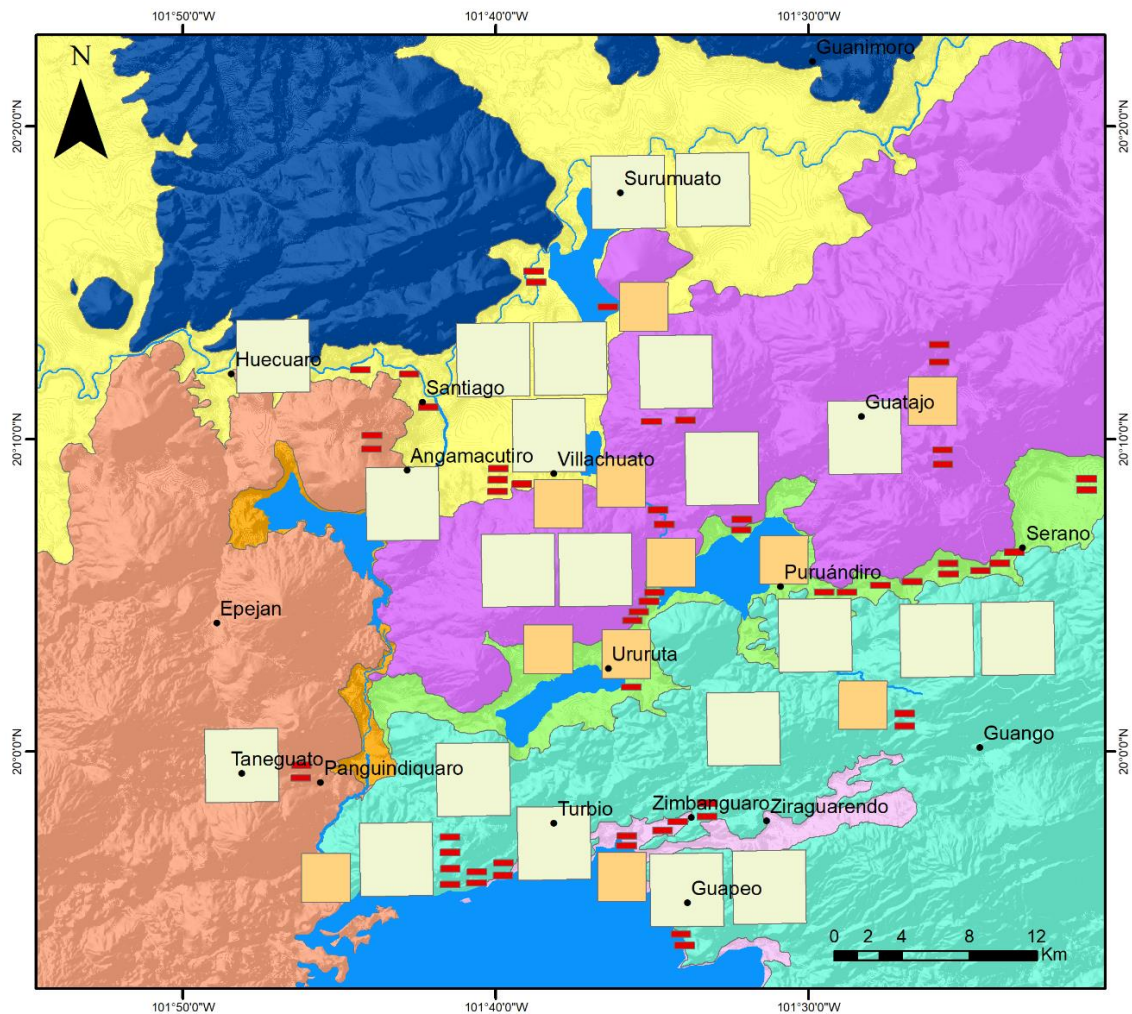 101°50'0"W 101°40'0"W 101°30'0"W
N
Guanimoro
20°20'0"N 20°20'0"N
Surumuato
Huecuaro
Santiago
Guatajo
20°10'0"N 20°10'0"N
Angamacutiro
Villachuato
Serano
Puruándiro
Epejan
Ururuta
20°0'0"N 20°0'0"N
Guango
Taneguato
Panguindiquaro
Turbio
Zimbanguaro
Ziraguarendo
Guapeo
0 2 4 8 12
Km
101°50'0"W 101°40'0"W 101°30'0"W